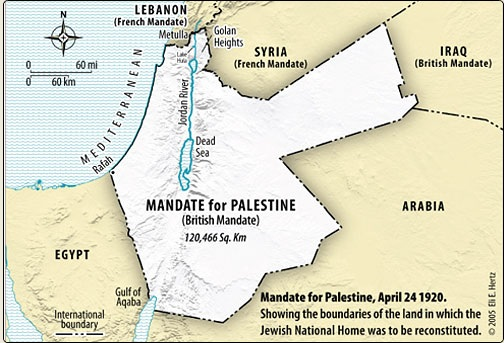 LEBANON
(French Mandate)
N
Metulla
Golan
Heights
Lake
Hula
SYRIA
(French Mandate)
IRAQ
(British Mandate)
0 60 mi
0 60 km
MEDITERRANEAN
Jordan River
Rafah
Dead
Sea
MANDATE for PALESTINE
(British Mandate)
120,466 Sq. Km
ARABIA
EGYPT
Gulf of
Aqaba
International
boundary
Mandate for Palestine, April 24 1920.
Showing the boundaries of the land in which the
Jewish National Home was to be reconstituted.
© 2005 Eli E. Hertz